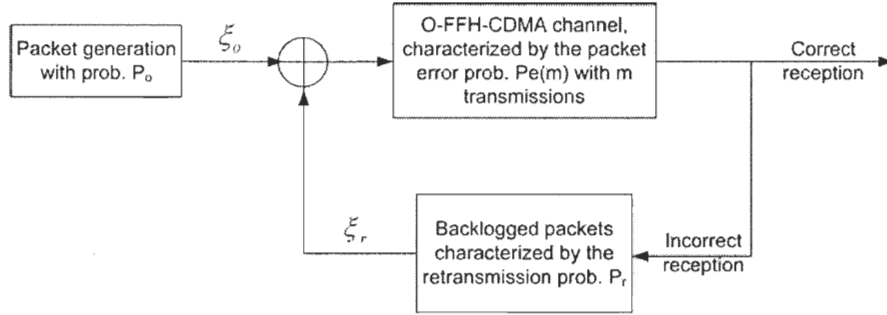 Packet generation
with prob. Pₒ
ξₒ
O-FFH-CDMA channel,
characterized by the packet
error prob. Pe(m) with m
transmissions
Correct
reception
ξᵣ
Backlogged packets
characterized by the
retransmission prob. Pᵣ
Incorrect
reception